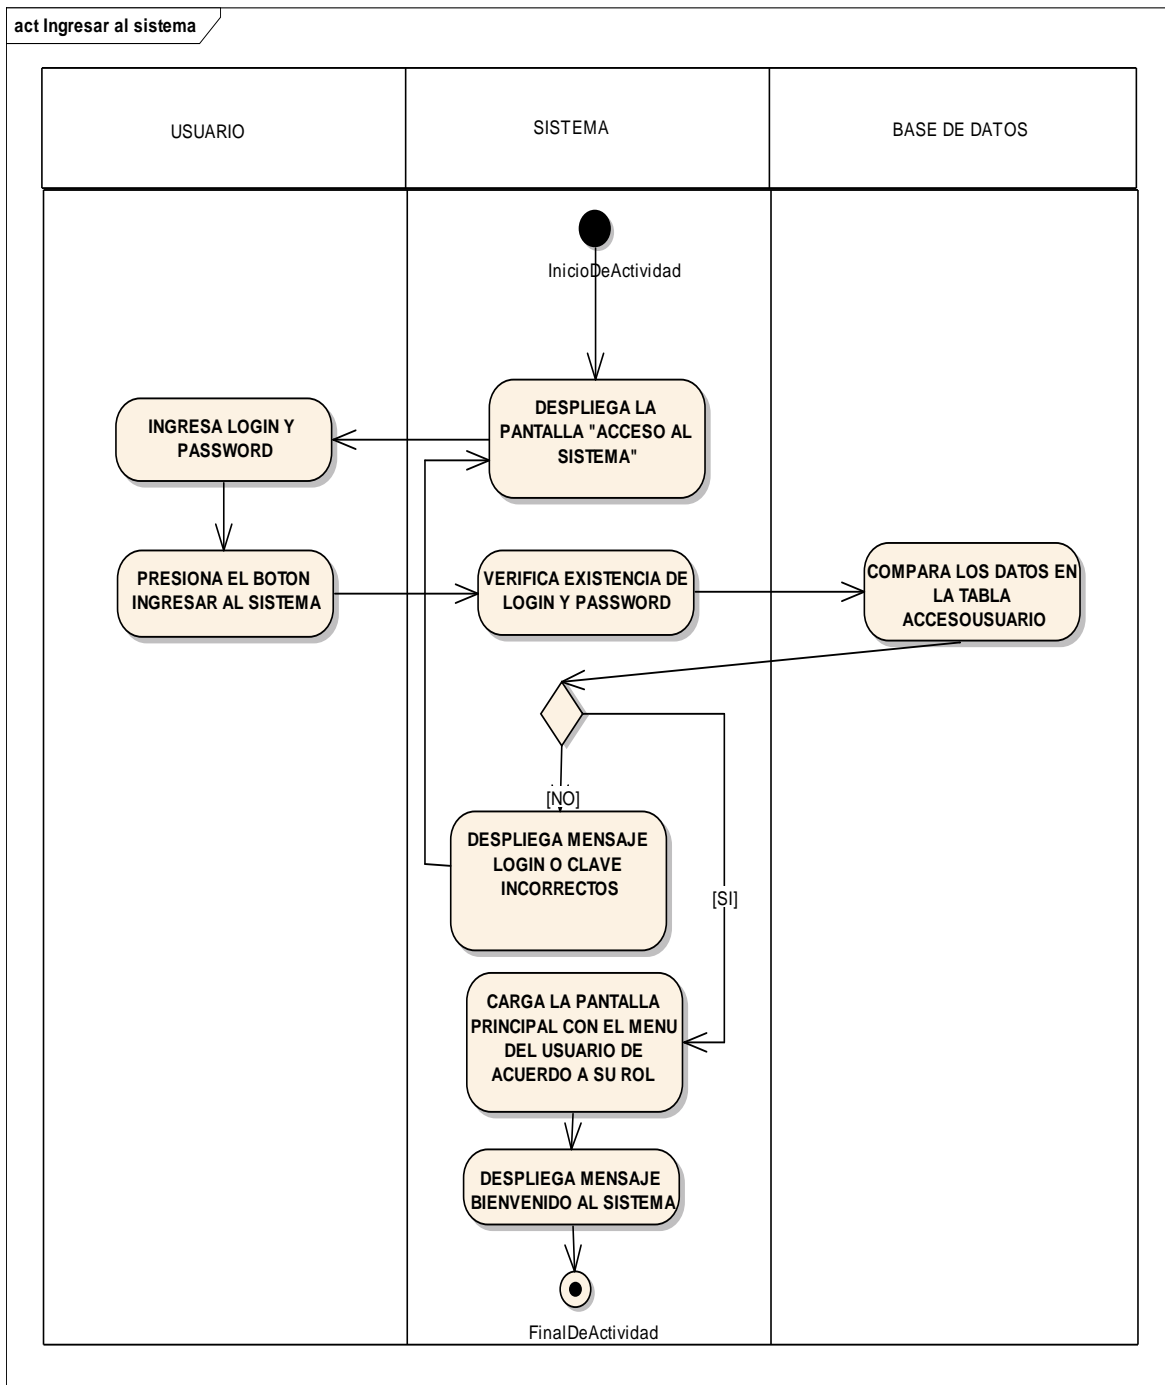 act Ingresar al sistema
USUARIO
SISTEMA
BASE DE DATOS
InicioDeActividad
DESPLIEGA LA
PANTALLA "ACCESO AL
SISTEMA"
INGRESA LOGIN Y
PASSWORD
PRESIONA EL BOTON
INGRESAR AL SISTEMA
VERIFICA EXISTENCIA DE
LOGIN Y PASSWORD
COMPARA LOS DATOS EN
LA TABLA
ACCESOUSUARIO
[NO]
DESPLIEGA MENSAJE
LOGIN O CLAVE
INCORRECTOS
[SI]
CARGA LA PANTALLA
PRINCIPAL CON EL MENU
DEL USUARIO DE
ACUERDO A SU ROL
DESPLIEGA MENSAJE
BIENVENIDO AL SISTEMA
FinalDeActividad